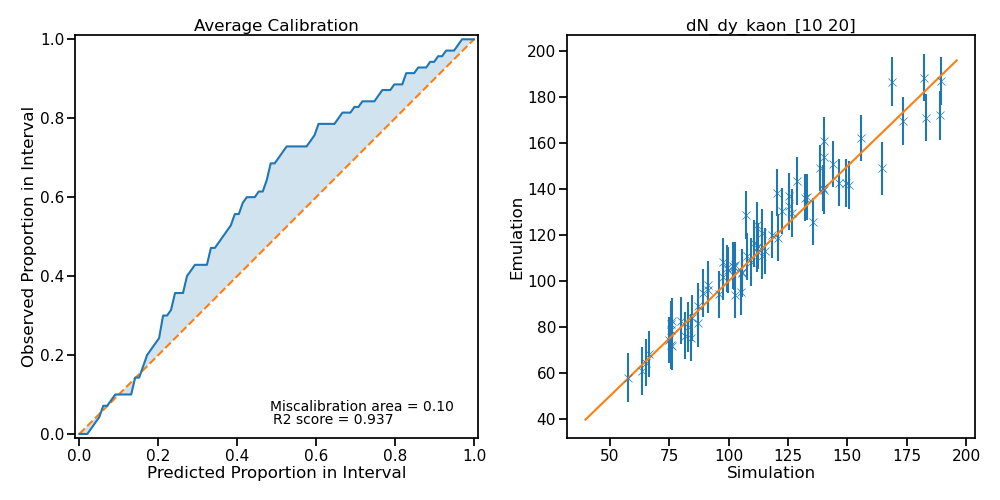 Average Calibration
1.0
0.8
0.6
0.4
0.2
0.0
Observed Proportion in Interval
Miscalibration area = 0.10
R2 score = 0.937
0.0 0.2 0.4 0.6 0.8 1.0
Predicted Proportion in Interval
dN_dy_kaon_[10 20]
200
180
160
140
120
100
80
60
40
Emulation
50 75 100 125 150 175 200
Simulation